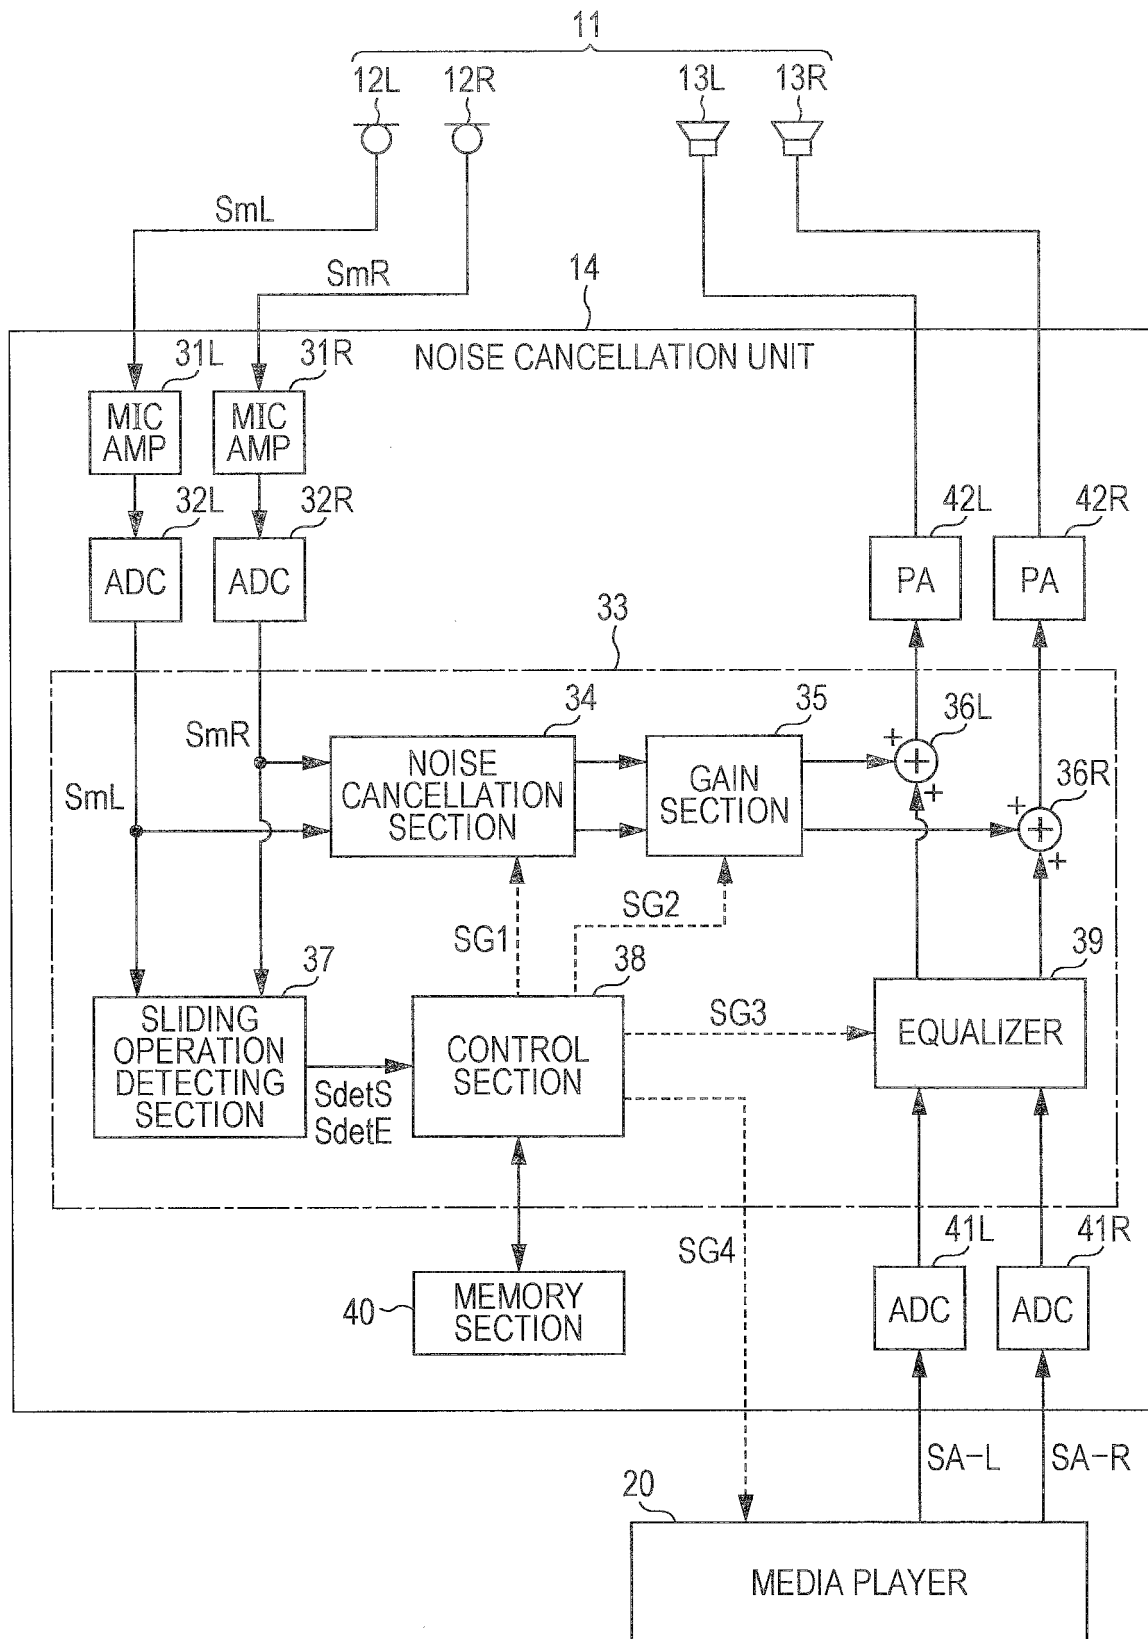 11
12L 12R 13L 13R
SmL
SmR
14
NOISE CANCELLATION UNIT
31L 31R
MIC
AMP
MIC
AMP
32L 32R
ADC
ADC
42L 42R
PA
PA
33
34
35
36L
36R
SmR
SmL
NOISE
CANCELLATION
SECTION
GAIN
SECTION
+
+
+
+
+
+
SG1
SG2
37
38
39
SLIDING
OPERATION
DETECTING
SECTION
SdetS
SdetE
CONTROL
SECTION
SG3
EQUALIZER
SG4
41L 41R
40
MEMORY
SECTION
ADC
ADC
SA-L
SA-R
20
MEDIA PLAYER